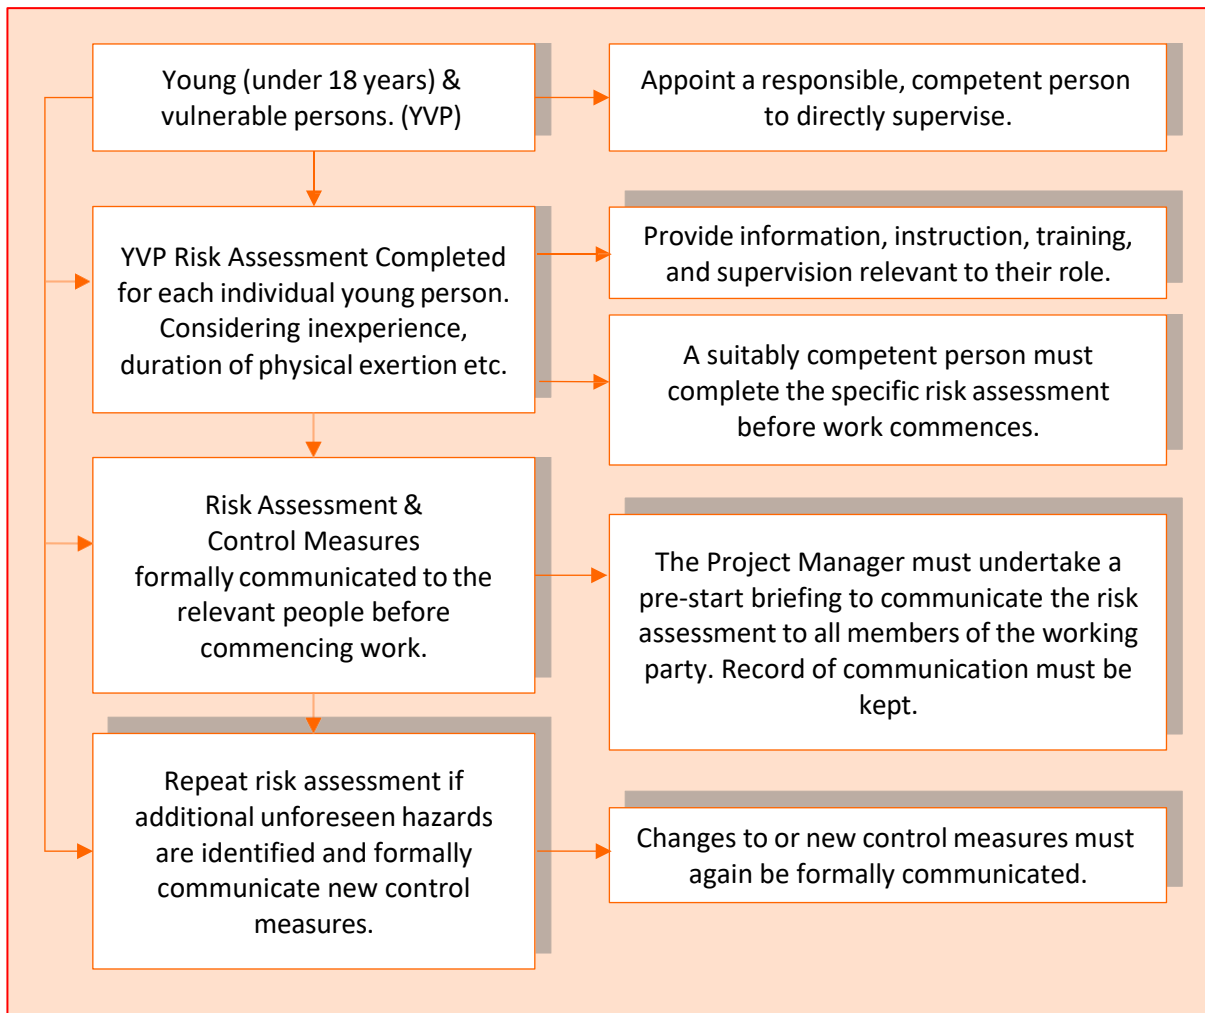 Young (under 18 years) &
vulnerable persons. (YVP)
Appoint a responsible, competent person
to directly supervise.
YVP Risk Assessment Completed
for each individual young person.
Considering inexperience,
duration of physical exertion etc.
Provide information, instruction, training,
and supervision relevant to their role.
A suitably competent person must
complete the specific risk assessment
before work commences.
Risk Assessment &
Control Measures
formally communicated to the
relevant people before
commencing work.
The Project Manager must undertake a
pre-start briefing to communicate the risk
assessment to all members of the working
party. Record of communication must be
kept.
Repeat risk assessment if
additional unforeseen hazards
are identified and formally
communicate new control
measures.
Changes to or new control measures must
again be formally communicated.